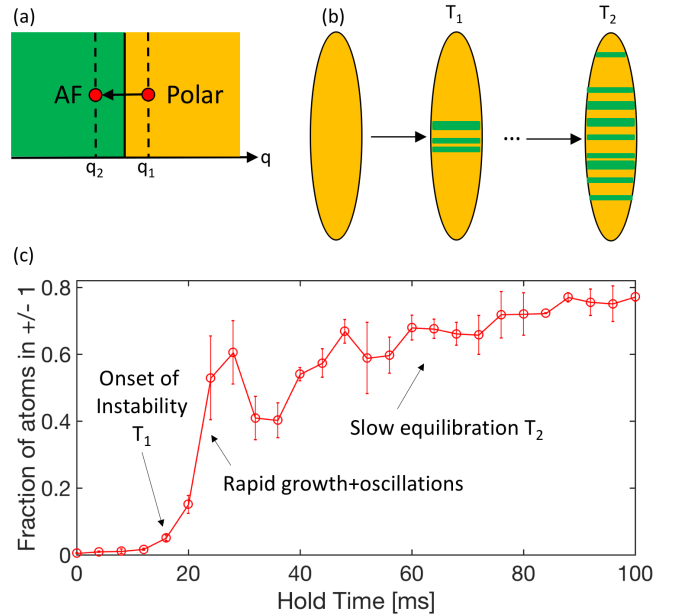 (a)
AF
Polar
q₂
q₁
q
(b)
T₁
...
T₂
(c)
Fraction of atoms in +/- 1
0.8
0.6
0.4
0.2
0
Onset of
Instability
T₁
Rapid growth+oscillations
Slow equilibration T₂
0
20
40
60
80
100
Hold Time [ms]